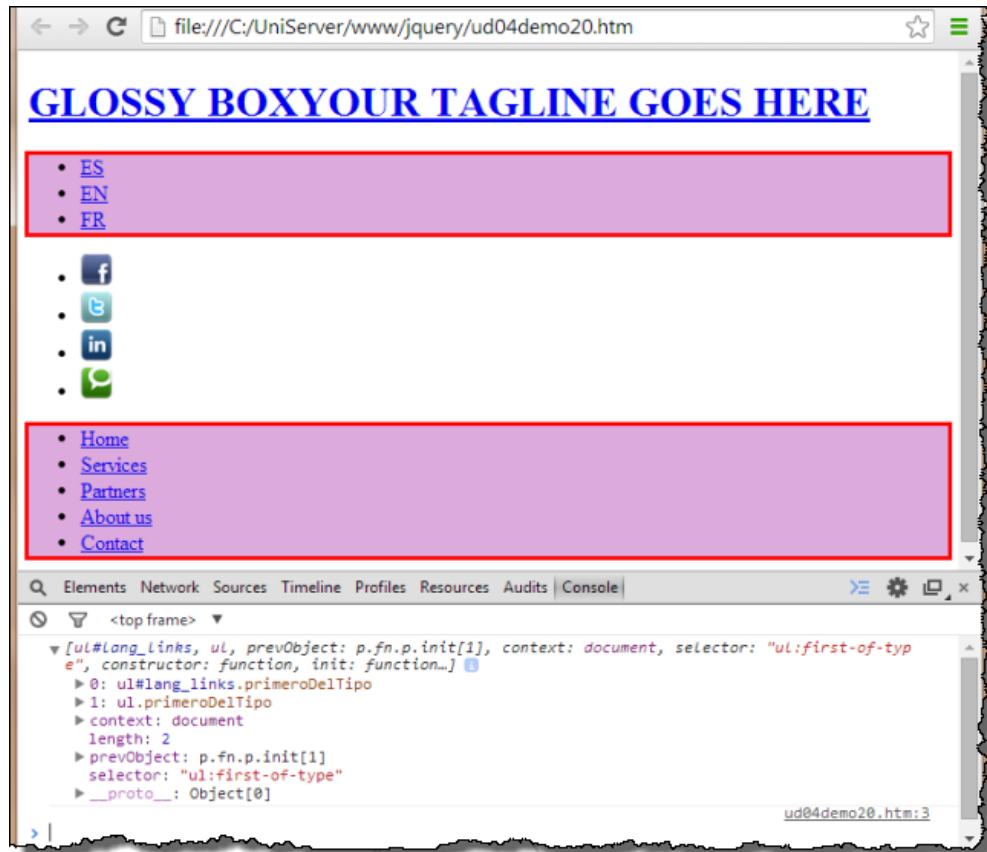 file:///C:/UniServer/www/jquery/ud04demo20.htm
GLOSSY BOXYOUR TAGLINE GOES HERE
ES
EN
FR
f
in
Home
Services
Partners
About us
Contact
Elements Network Sources Timeline Profiles Resources Audits Console
<top frame> ▼
▼ [ul#lang_links, ul, prevObject: p.fn.p.init[1], context: document, selector: "ul:first-of-typ
e", constructor: function, init: function…]
▶ 0: ul#lang_links.primeroDelTipo
▶ 1: ul.primeroDelTipo
▶ context: document
length: 2
▶ prevObject: p.fn.p.init[1]
selector: "ul:first-of-type"
▶ __proto__: Object[0]
ud04demo20.htm:3
>